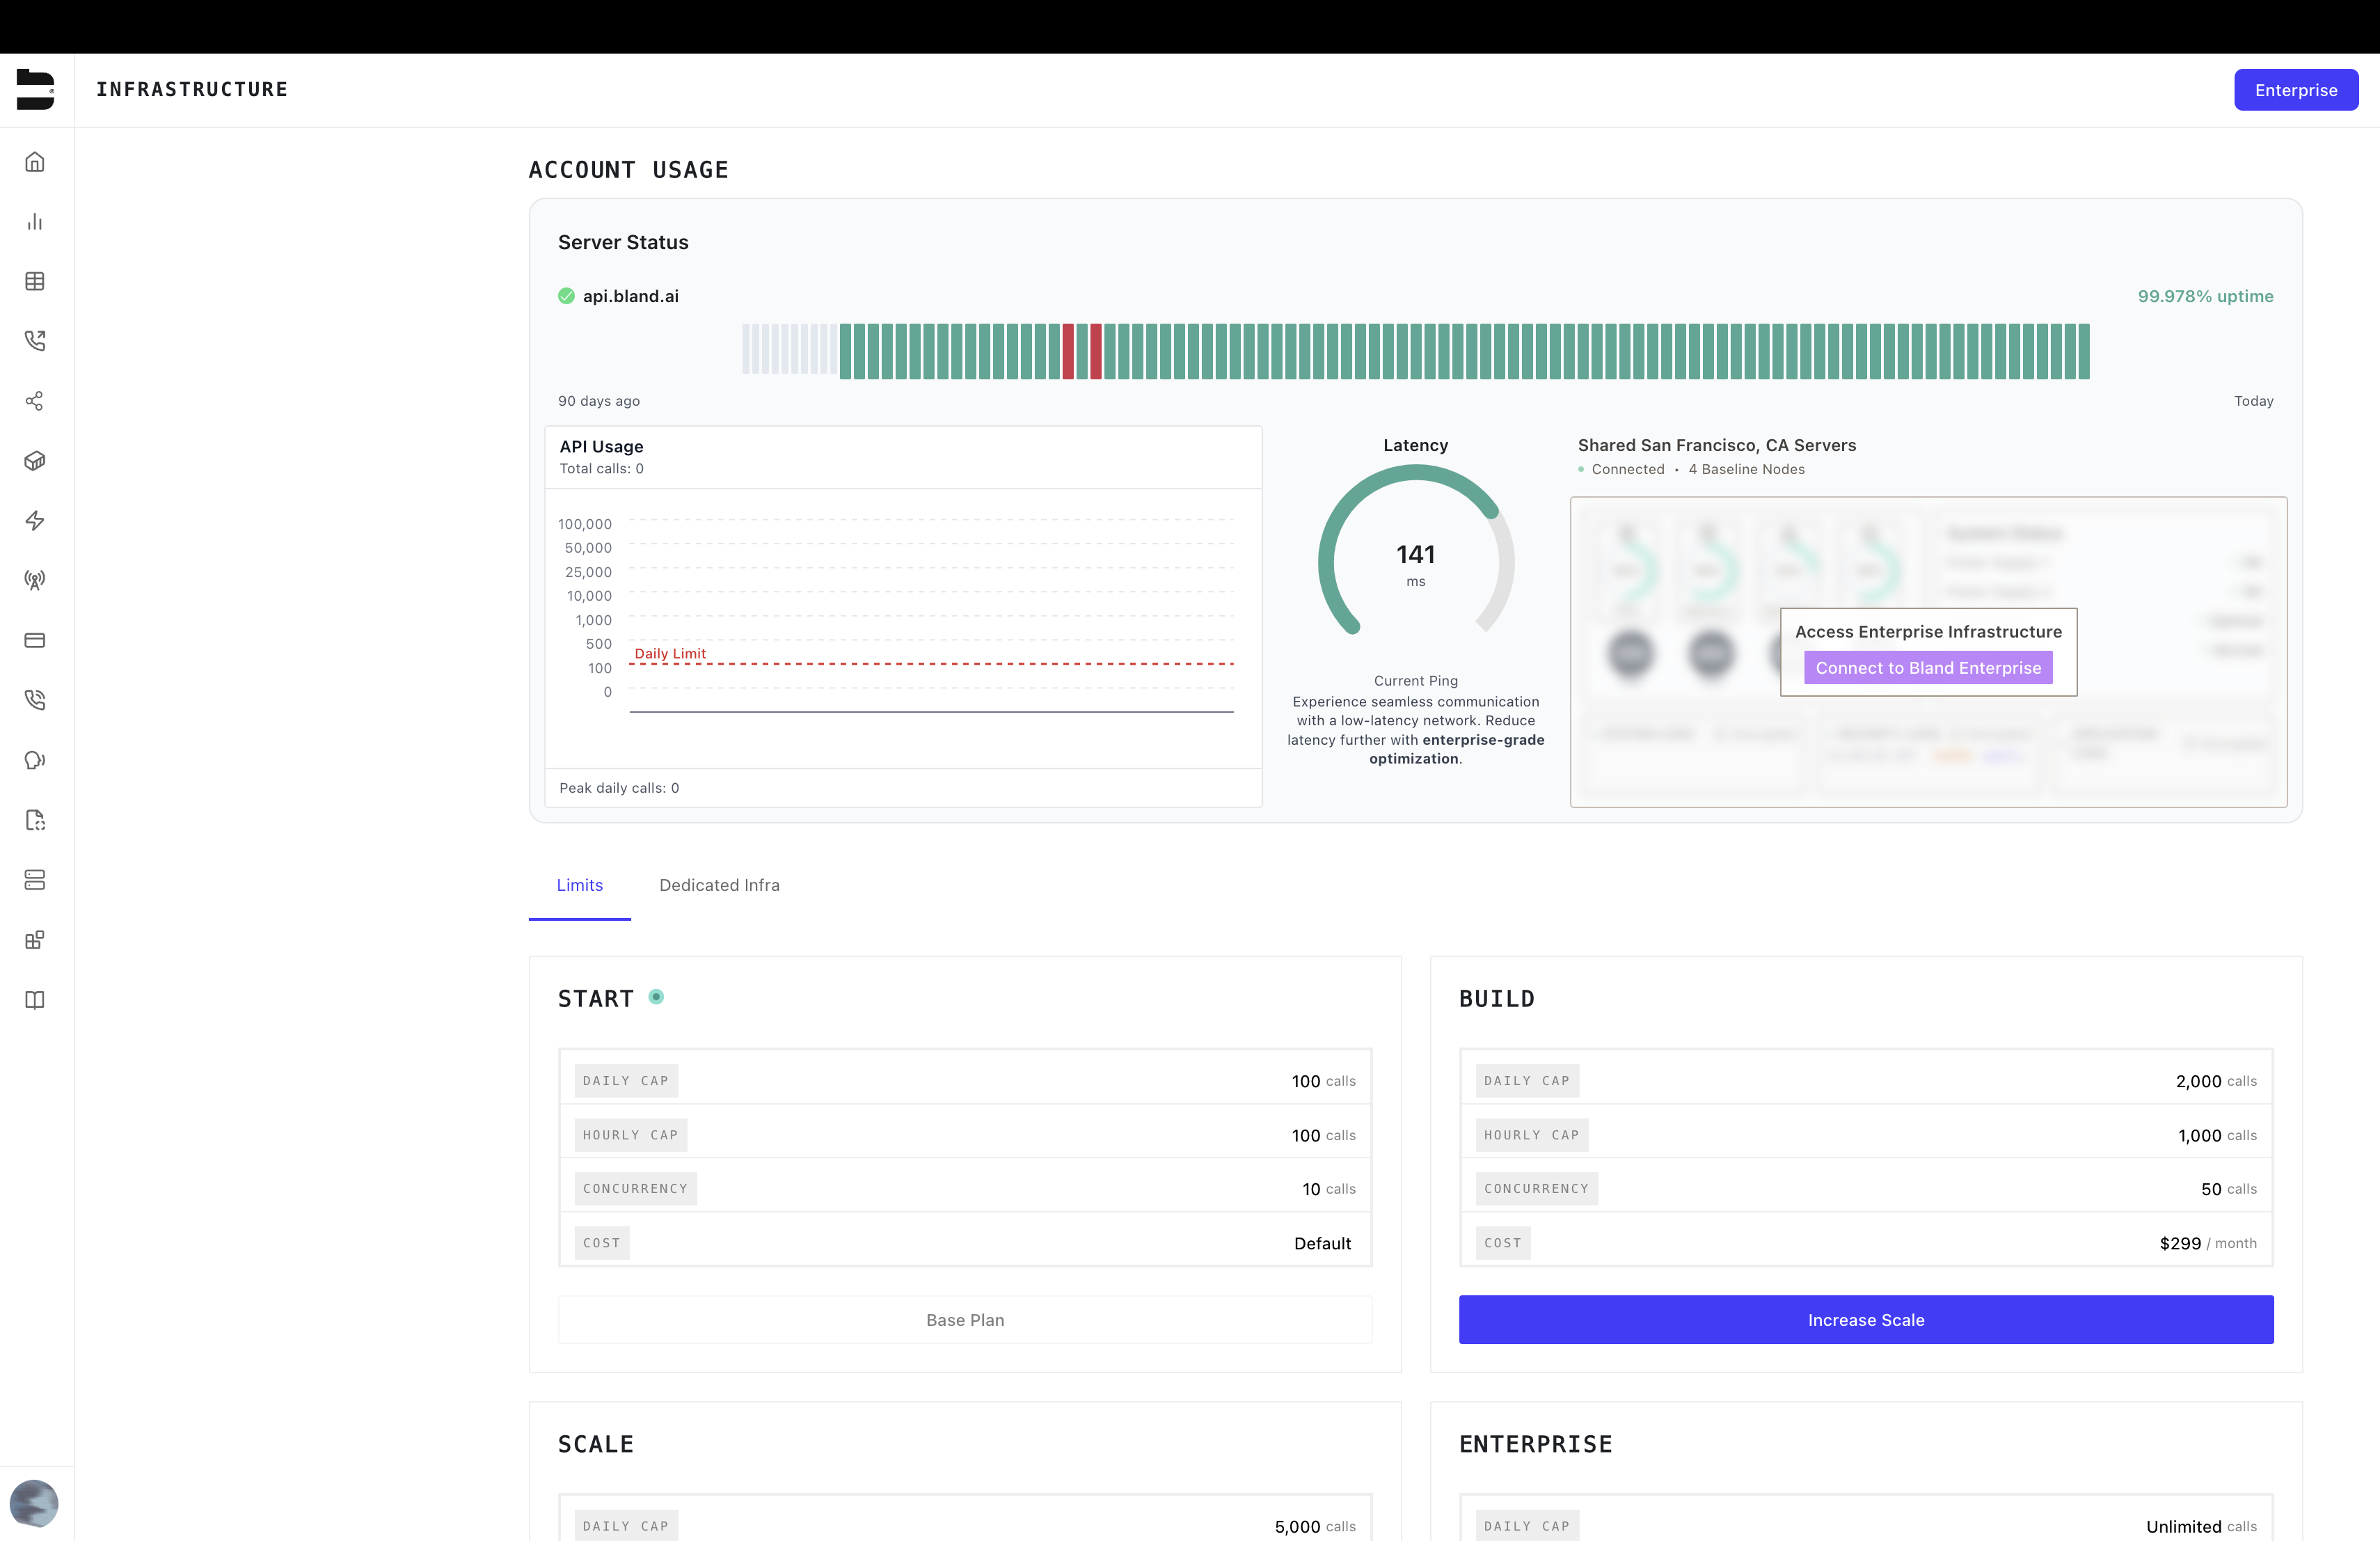 INFRASTRUCTURE
Enterprise
ACCOUNT USAGE
Server Status
api.bland.ai
99.978% uptime
90 days ago
Today
API Usage
Total calls: 0
100,000
50,000
25,000
10,000
1,000
500
Daily Limit
100
0
Peak daily calls: 0
Latency
141
ms
Current Ping
Experience seamless communication
with a low-latency network. Reduce
latency further with enterprise-grade
optimization.
Shared San Francisco, CA Servers
Connected • 4 Baseline Nodes
System Status
Access Enterprise Infrastructure
Connect to Bland Enterprise
Limits
Dedicated Infra
START
DAILY CAP
100 calls
HOURLY CAP
100 calls
CONCURRENCY
10 calls
COST
Default
Base Plan
BUILD
DAILY CAP
2,000 calls
HOURLY CAP
1,000 calls
CONCURRENCY
50 calls
COST
$299 / month
Increase Scale
SCALE
DAILY CAP
5,000 calls
ENTERPRISE
DAILY CAP
Unlimited calls